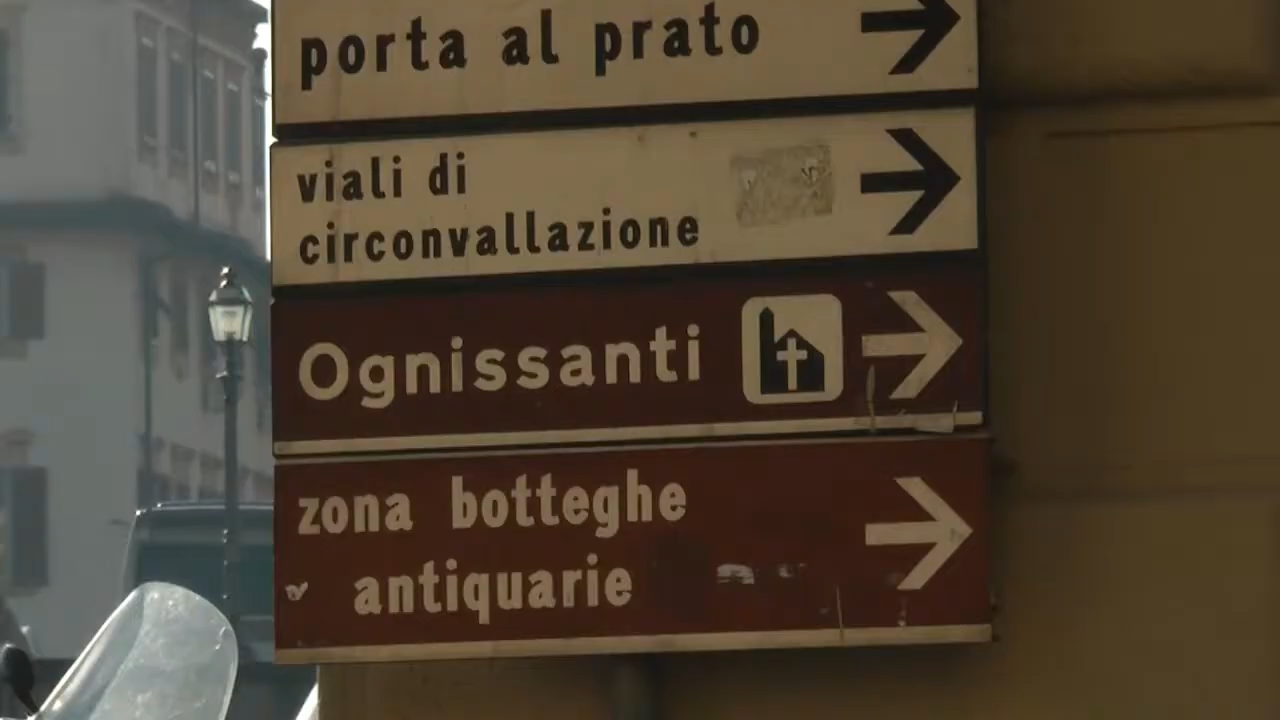 porta al prato
viali di
circonvallazione
Ognissanti
zona botteghe
antiquarie